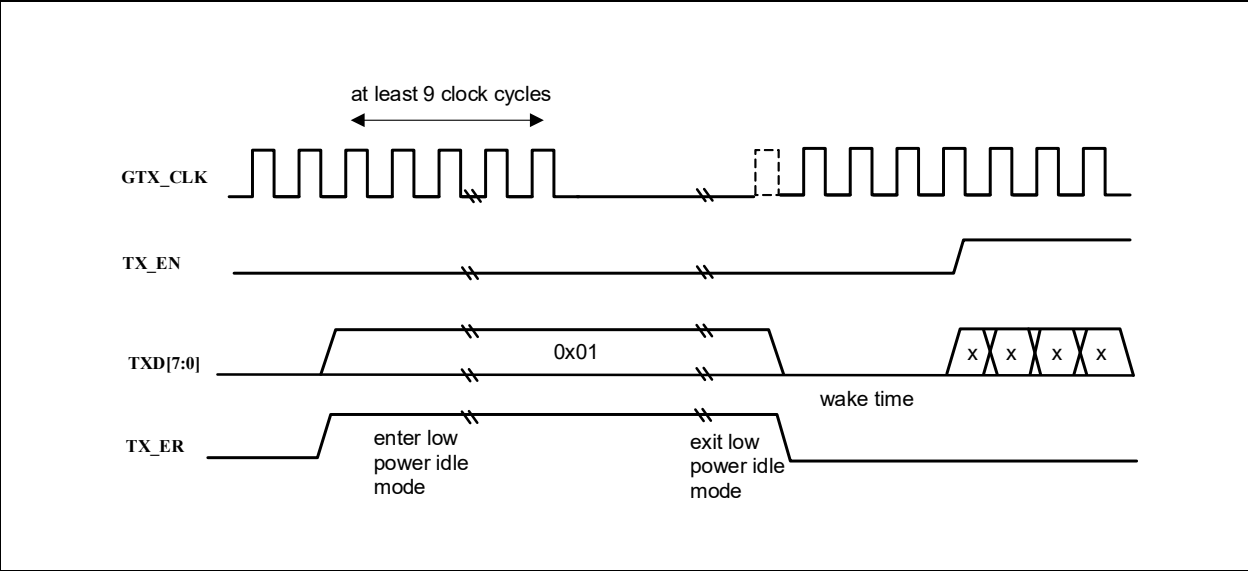 at least 9 clock cycles
GTX_CLK
TX_EN
TXD[7:0]
0x01
x x x x
wake time
TX_ER
enter low
power idle
mode
exit low
power idle
mode